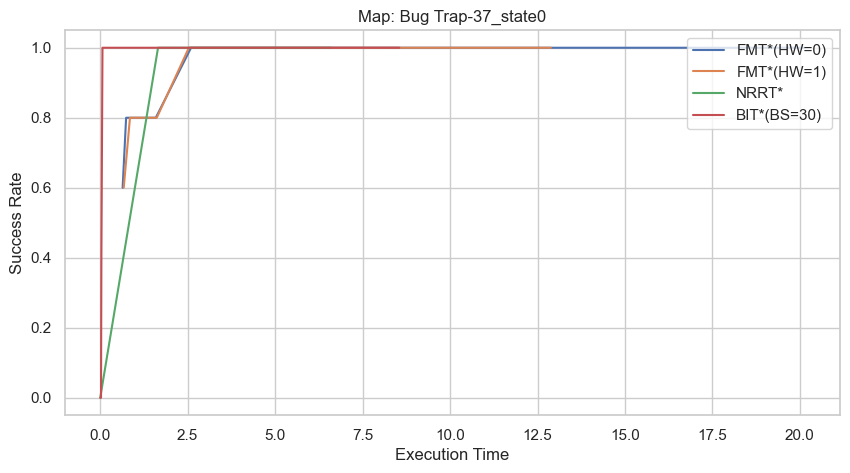 Map: Bug Trap-37_state0
1.0
0.8
0.6
0.4
0.2
0.0
Success Rate
FMT*(HW=0)
FMT*(HW=1)
NRRT*
BIT*(BS=30)
0.0 2.5 5.0 7.5 10.0 12.5 15.0 17.5 20.0
Execution Time